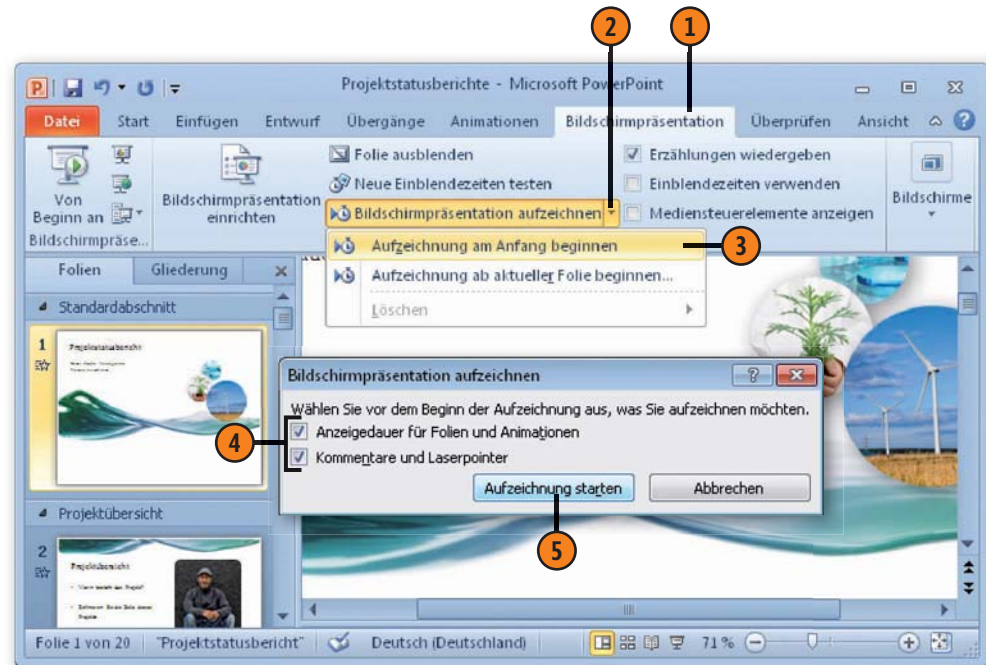 2
1
Projektstatusberichte - Microsoft PowerPoint
Datei Start Einfügen Entwurf Übergänge Animationen Bildschirmpräsentation Überprüfen Ansicht
Von Beginn an
Bildschirmpräse...
Bildschirmpräsentation einrichten
Folie ausblenden
Neue Einblendezeiten testen
Bildschirmpräsentation aufzeichnen
Erzählungen wiedergeben
Einblendezeiten verwenden
Mediensteuerelemente anzeigen
Bildschirme
Aufzeichnung am Anfang beginnen
3
Aufzeichnung ab aktueller Folie beginnen...
Löschen
Folien Gliederung
Standardabschnitt
1
Projektstatusbericht
Bildschirmpräsentation aufzeichnen
Wählen Sie vor dem Beginn der Aufzeichnung aus, was Sie aufzeichnen möchten.
4
Anzeigedauer für Folien und Animationen
Kommentare und Laserpointer
Aufzeichnung starten Abbrechen
5
Projektübersicht
2
Projektübersicht
Folie 1 von 20 "Projektstatusbericht" Deutsch (Deutschland) 71 %